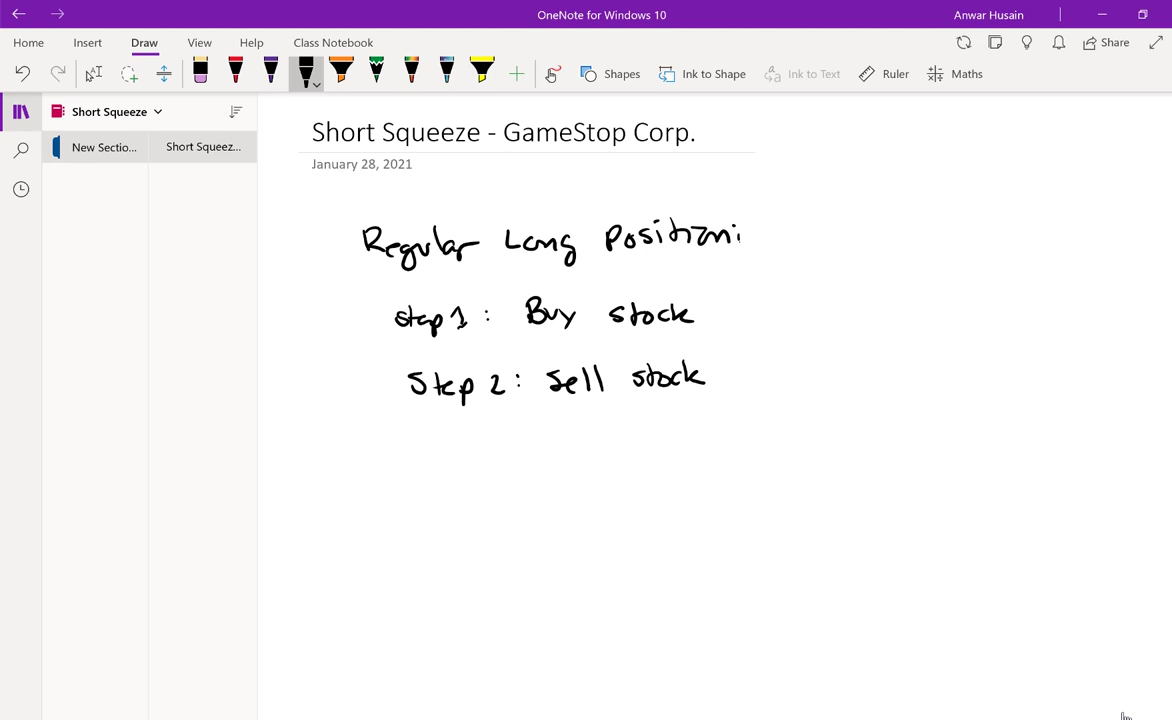 OneNote for Windows 10
Anwar Husain
Home Insert Draw View Help Class Notebook
Share
Shapes Ink to Shape Ink to Text Ruler Maths
Short Squeeze
New Sectio... Short Squeez...
Short Squeeze - GameStop Corp.
January 28, 2021
Regular Long Position:
Step 1: Buy stock
Step 2: Sell stock